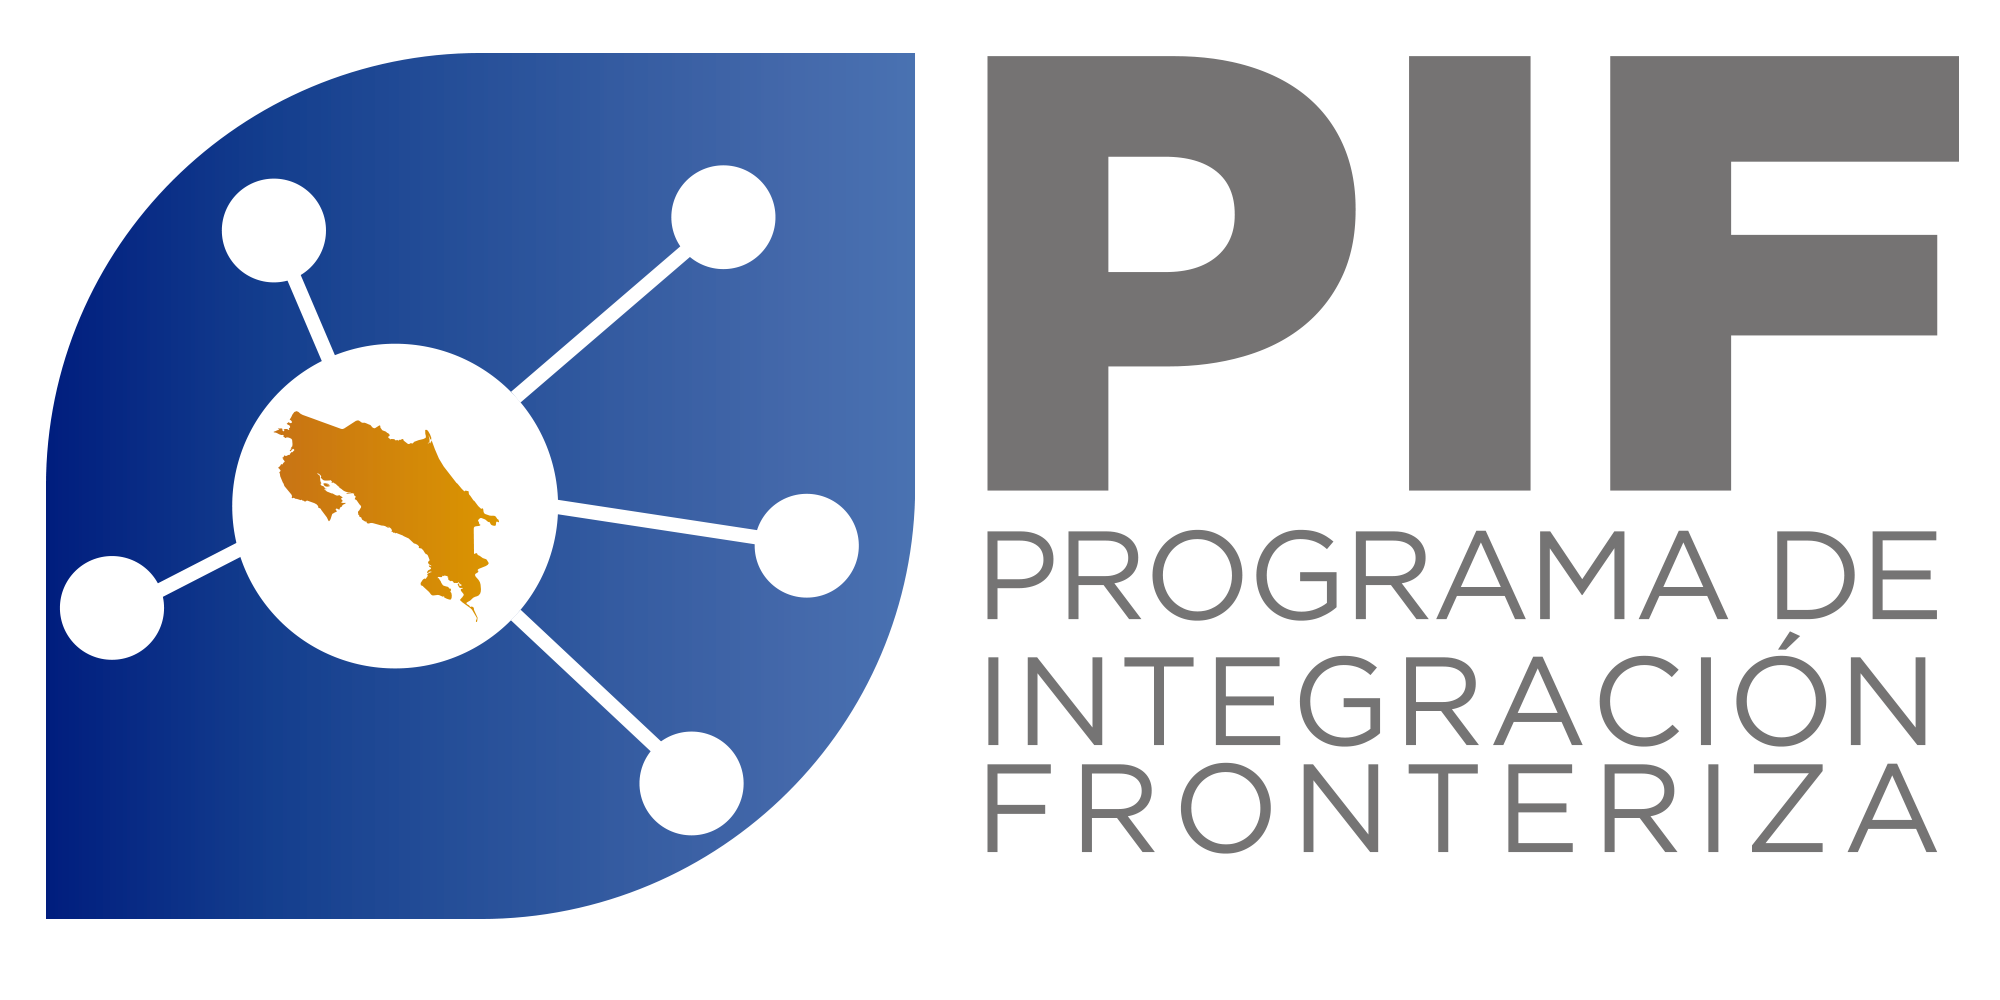 PIF
PROGRAMA DE
INTEGRACIÓN
FRONTERIZA